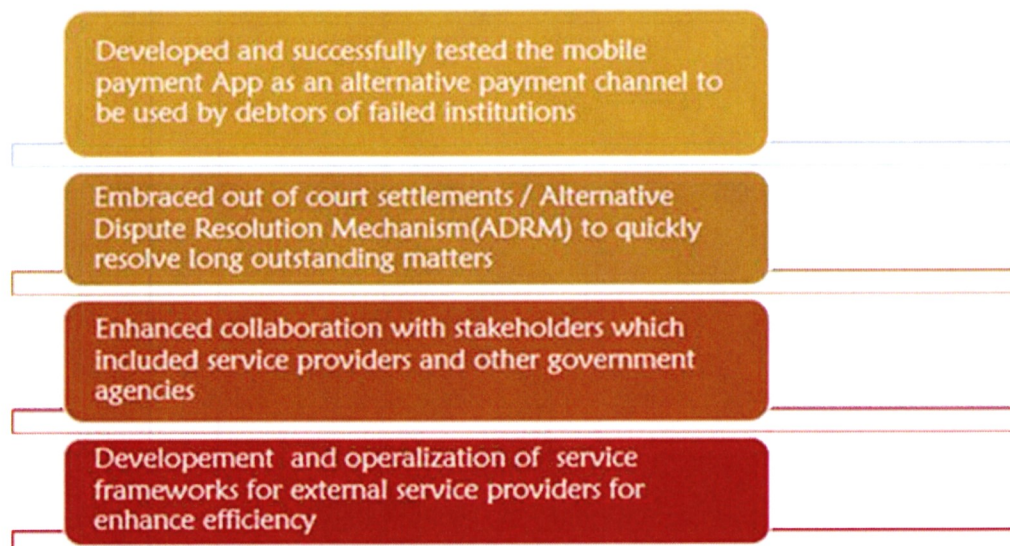 Developed and successfully tested the mobile
payment App as an alternative payment channel to
be used by debtors of failed institutions
Embraced out of court settlements / Alternative
Dispute Resolution Mechanism(ADRM) to quickly
resolve long outstanding matters
Enhanced collaboration with stakeholders which
included service providers and other government
agencies
Developement and operalization of service
frameworks for external service providers for
enhance efficiency